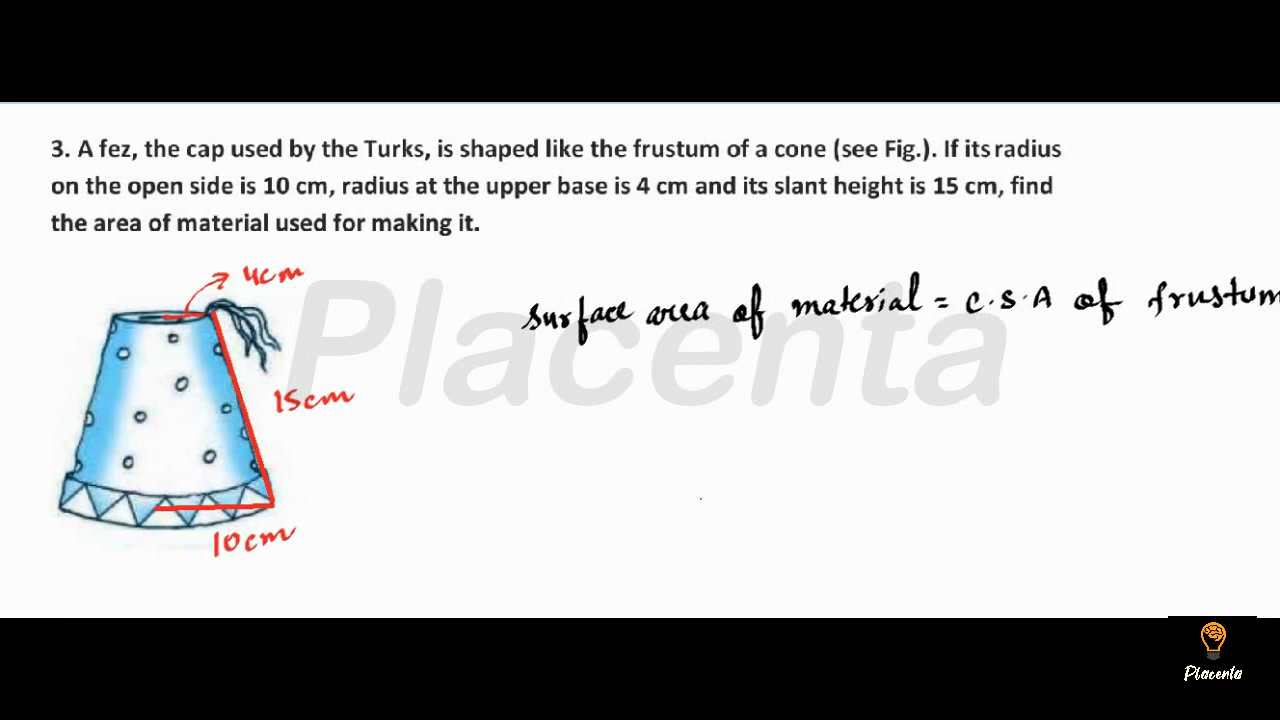 3. A fez, the cap used by the Turks, is shaped like the frustum of a cone (see Fig.). If its radius
on the open side is 10 cm, radius at the upper base is 4 cm and its slant height is 15 cm, find
the area of material used for making it.
4cm
surface area of material = C.S.A of frustum
Placenta
15cm
10cm
Placenta